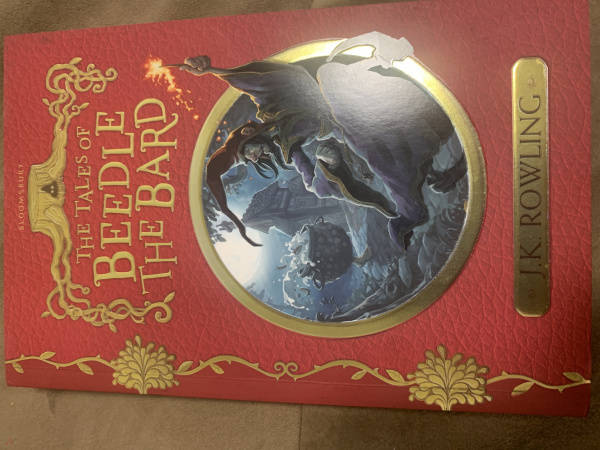 BLOOMSBURY
THE TALES OF
BEEDLE
THE BARD
J.K. ROWLING